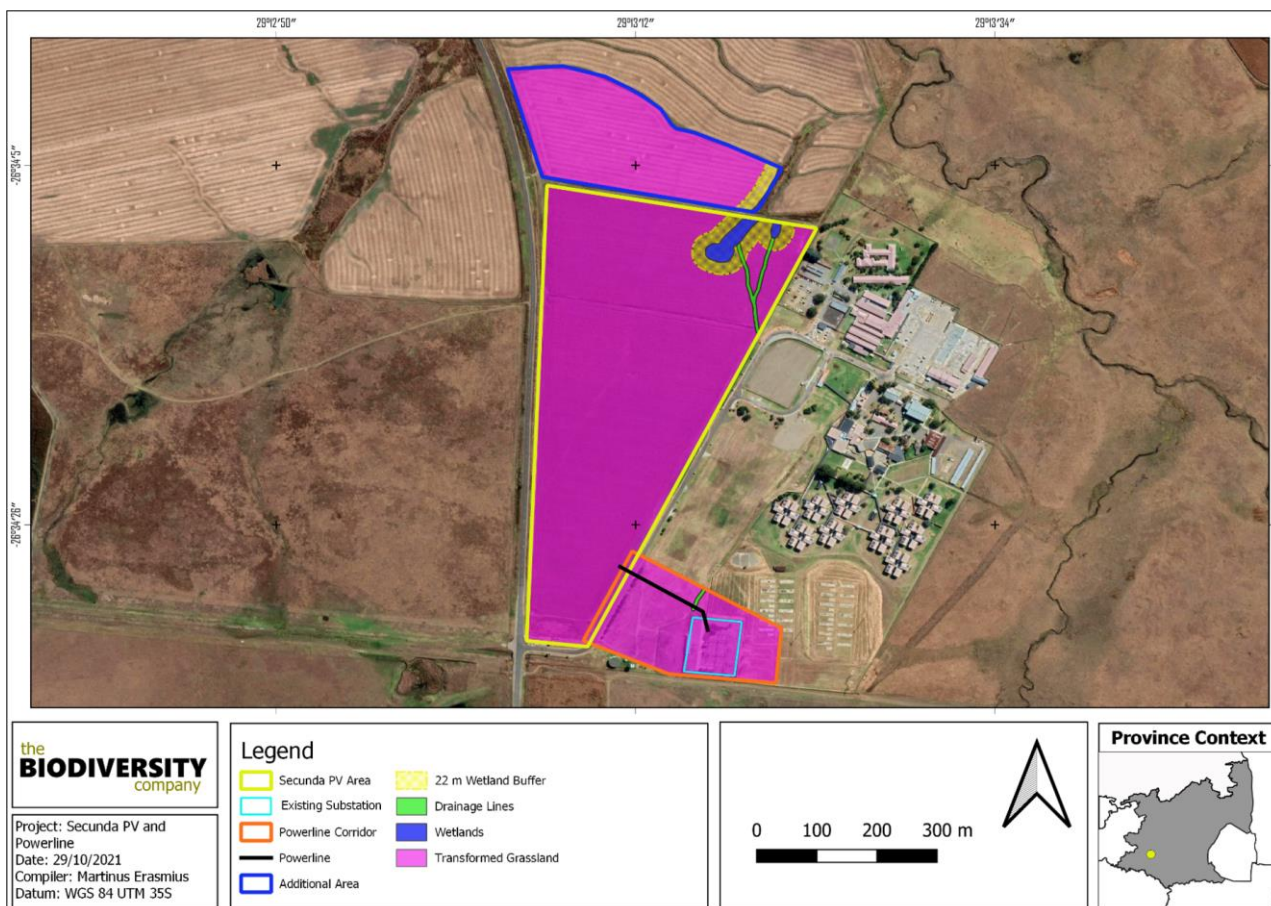 29°12'50"
29°13'12"
29°13'34"
-26°34'5"
-26°34'26"
the
BIODIVERSITY
company
Project: Secunda PV and
Powerline
Date: 29/10/2021
Compiler: Martinus Erasmius
Datum: WGS 84 UTM 35S
Legend
Secunda PV Area
Existing Substation
Powerline Corridor
Powerline
Additional Area
22 m Wetland Buffer
Drainage Lines
Wetlands
Transformed Grassland
0 100 200 300 m
Province Context